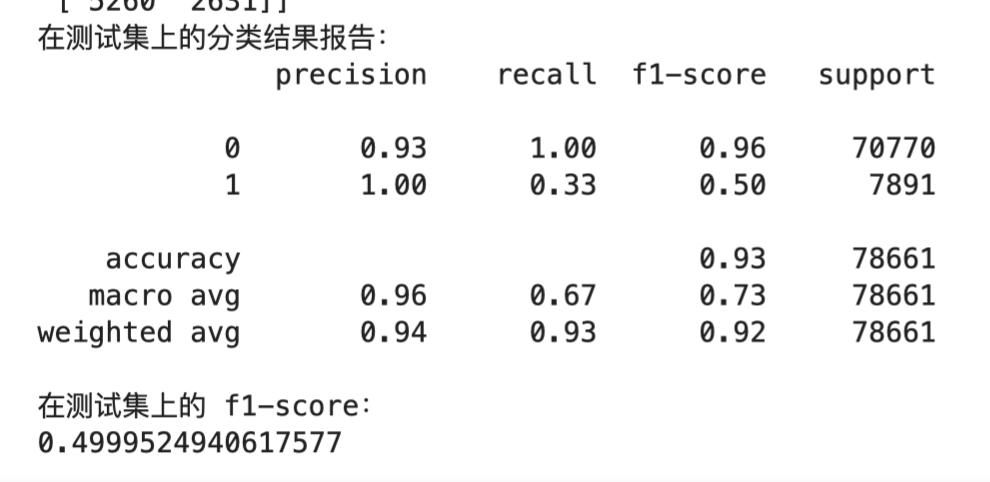 [ 5260 2631]]
在测试集上的分类结果报告：
precision recall f1-score support
0 0.93 1.00 0.96 70770
1 1.00 0.33 0.50 7891
accuracy 0.93 78661
macro avg 0.96 0.67 0.73 78661
weighted avg 0.94 0.93 0.92 78661
在测试集上的 f1-score：
0.4999524940617577